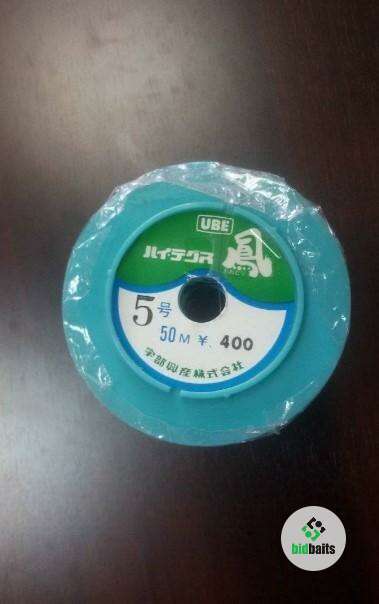 UBE
ハイ・テクス 鳳
5号
50M ¥. 400
宇部興産株式会社
bidbaits